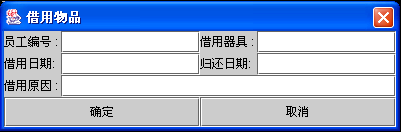 借用物品
员工编号 : 借用器具 :
借用日期: 归还日期:
借用原因 :
确定 取消